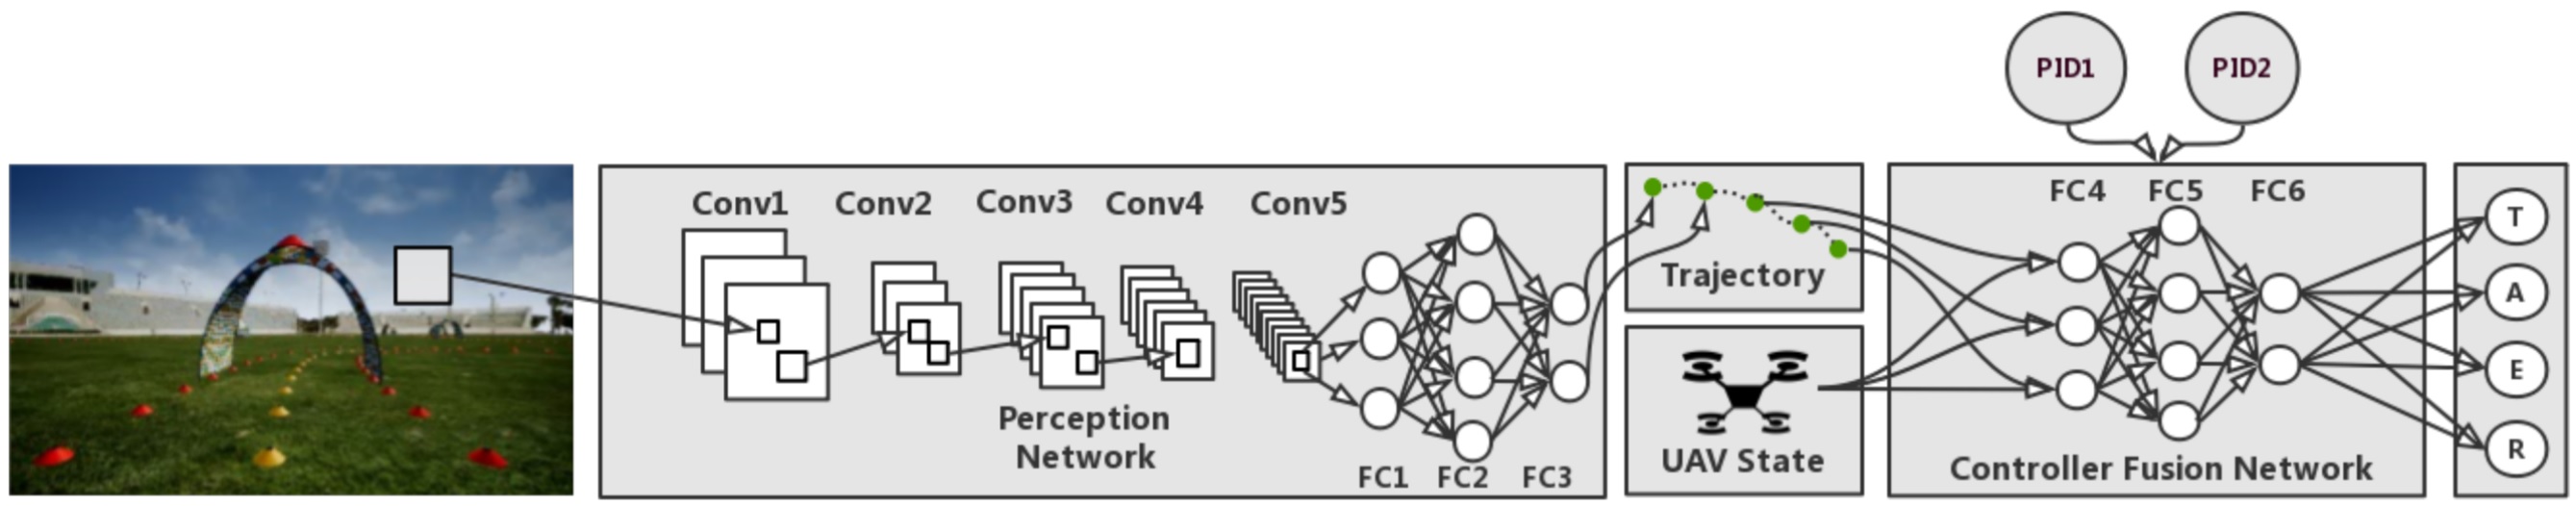 PID1
PID2
Conv1
Conv2
Conv3
Conv4
Conv5
Perception
Network
FC1
FC2
FC3
Trajectory
UAV State
FC4
FC5
FC6
Controller Fusion Network
T
A
E
R